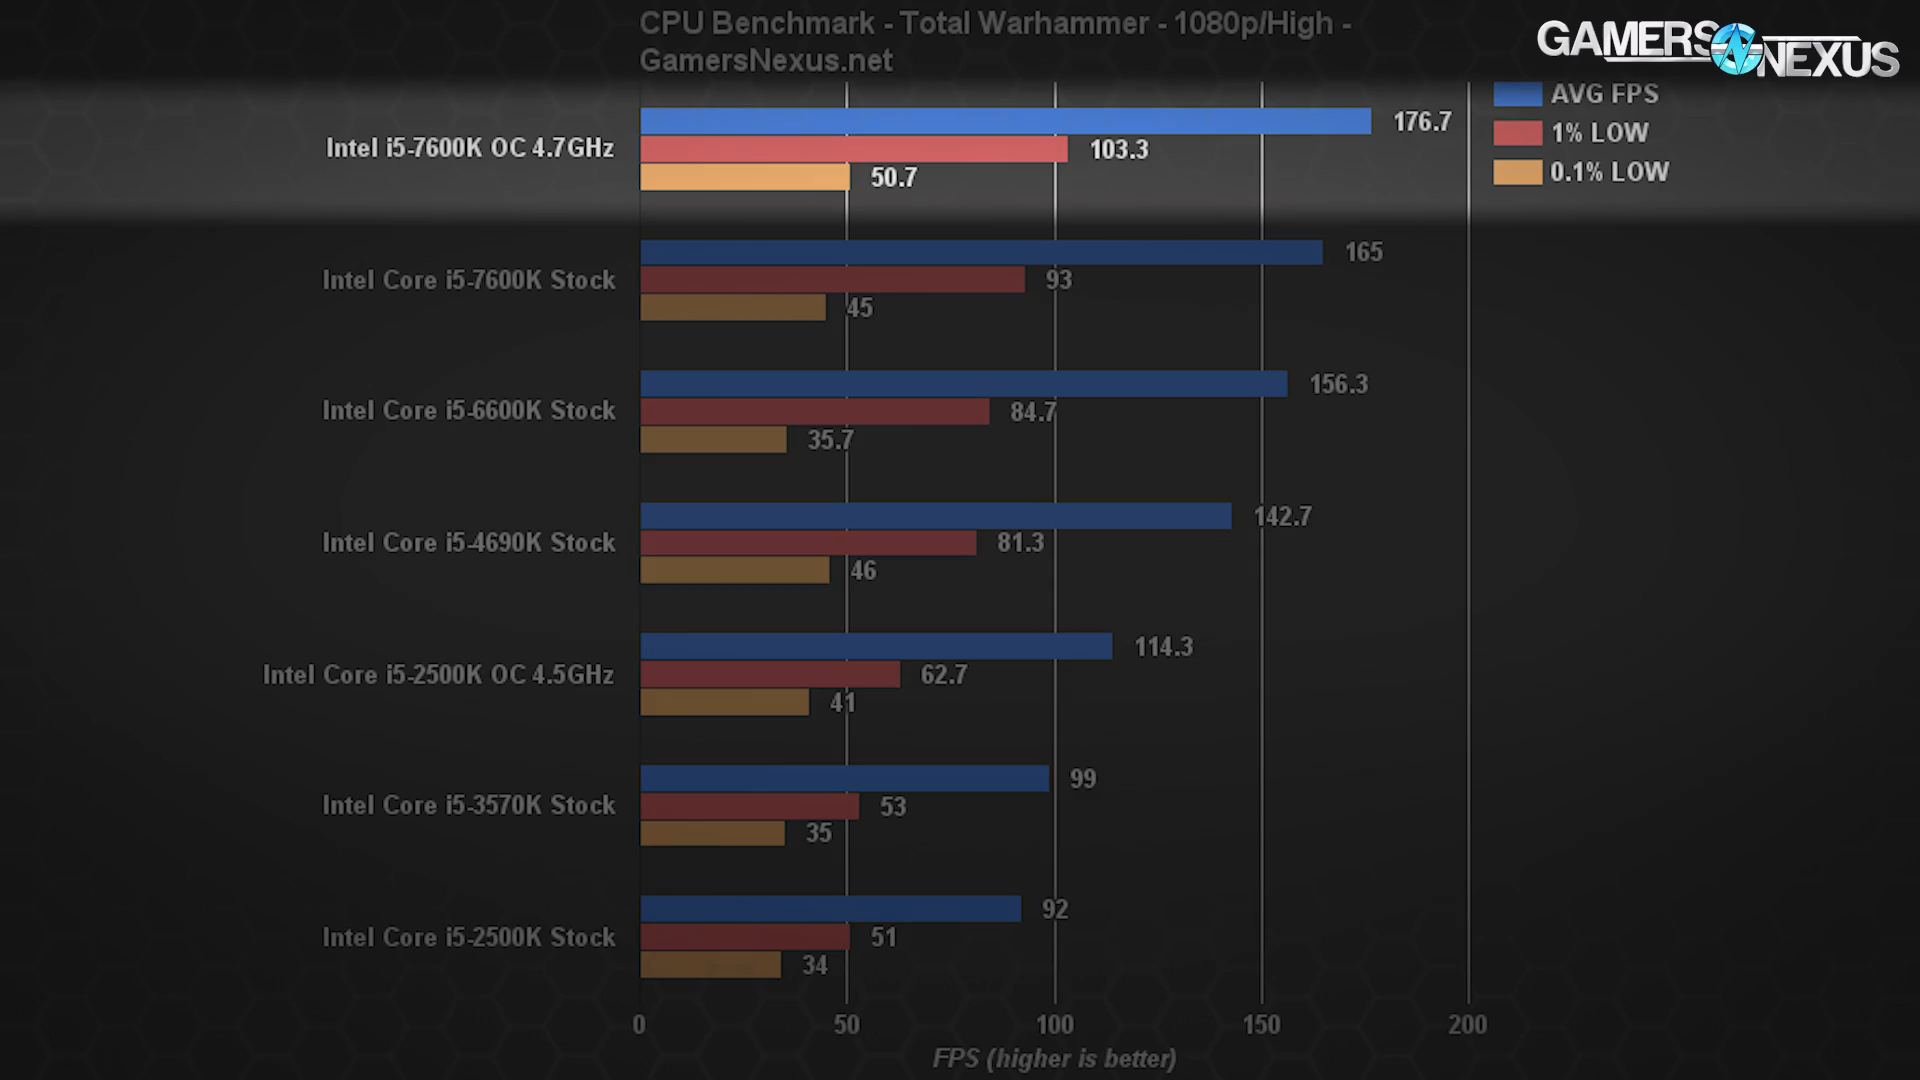 CPU Benchmark - Total Warhammer - 1080p/High -
GamersNexus.net
GAMERS NEXUS
AVG FPS
1% LOW
0.1% LOW
Intel i5-7600K OC 4.7GHz
176.7
103.3
50.7
Intel Core i5-7600K Stock
165
93
45
Intel Core i5-6600K Stock
156.3
84.7
35.7
Intel Core i5-4690K Stock
142.7
81.3
46
Intel Core i5-2500K OC 4.5GHz
114.3
62.7
41
Intel Core i5-3570K Stock
99
53
35
Intel Core i5-2500K Stock
92
51
34
0 50 100 150 200
FPS (higher is better)